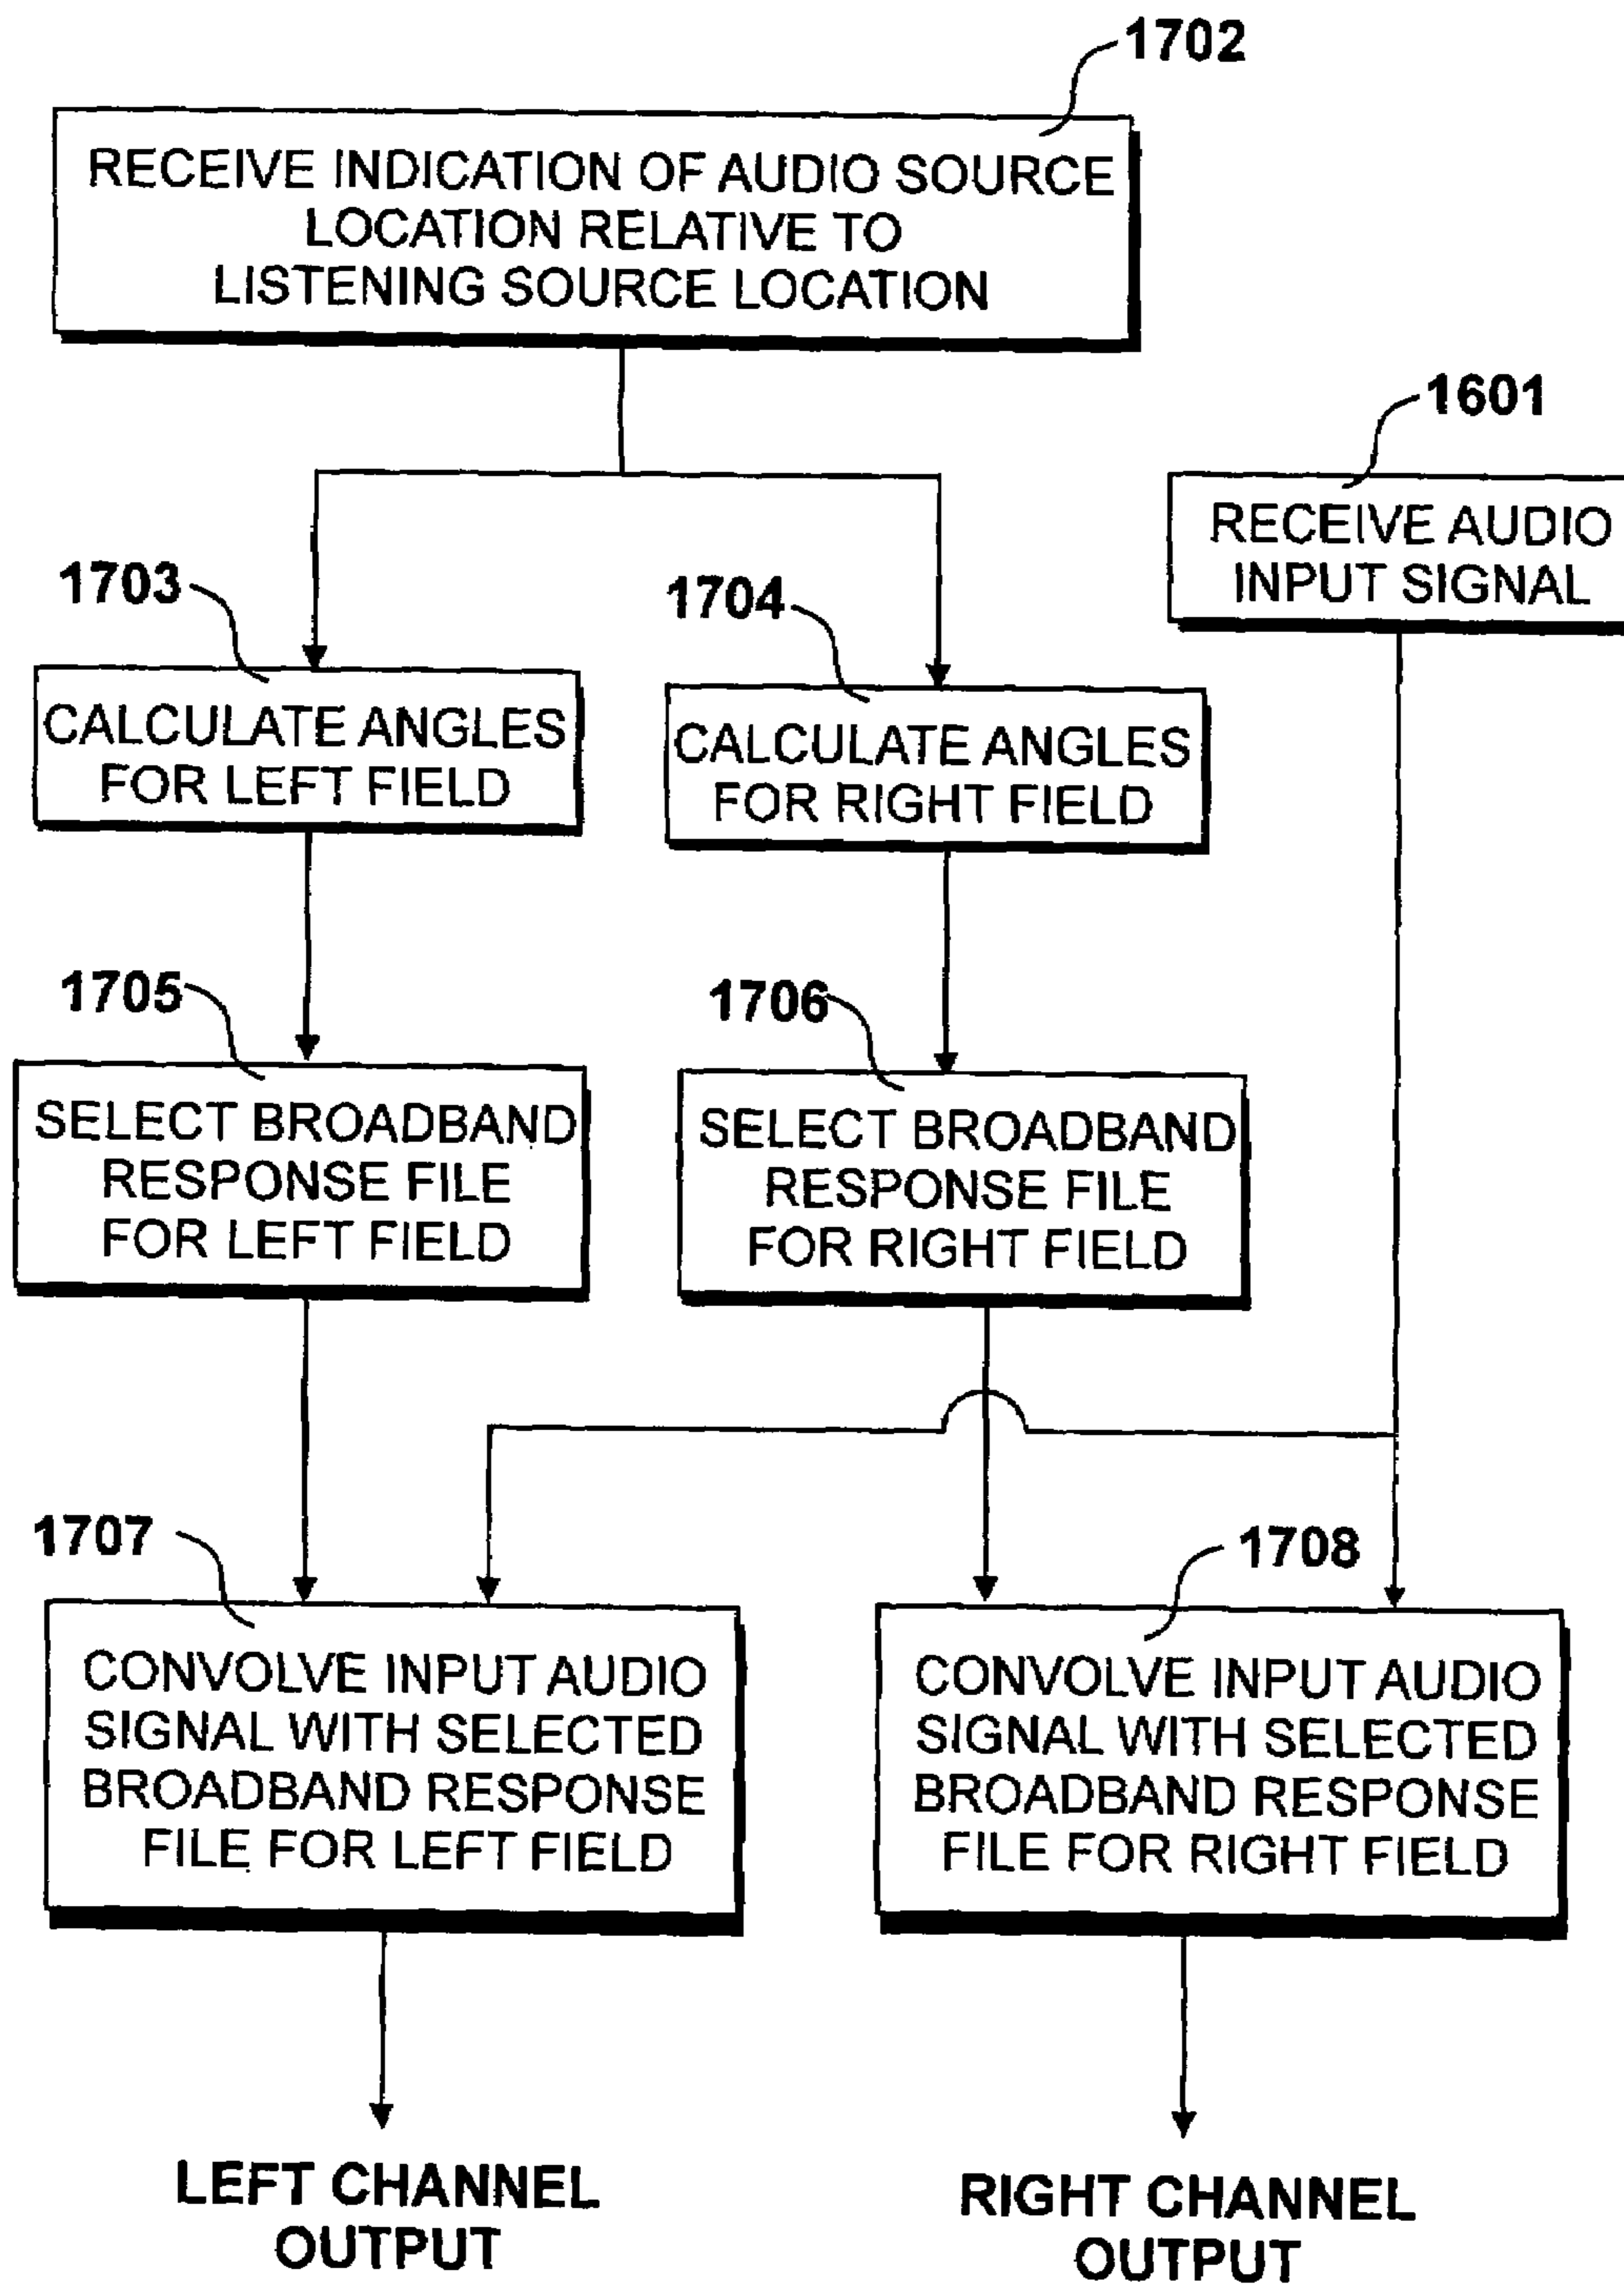 1702
RECEIVE INDICATION OF AUDIO SOURCE
LOCATION RELATIVE TO
LISTENING SOURCE LOCATION
1601
RECEIVE AUDIO
INPUT SIGNAL
1703
CALCULATE ANGLES
FOR LEFT FIELD
1704
CALCULATE ANGLES
FOR RIGHT FIELD
1705
SELECT BROADBAND
RESPONSE FILE
FOR LEFT FIELD
1706
SELECT BROADBAND
RESPONSE FILE
FOR RIGHT FIELD
1707
CONVOLVE INPUT AUDIO
SIGNAL WITH SELECTED
BROADBAND RESPONSE
FILE FOR LEFT FIELD
1708
CONVOLVE INPUT AUDIO
SIGNAL WITH SELECTED
BROADBAND RESPONSE
FILE FOR RIGHT FIELD
LEFT CHANNEL
OUTPUT
RIGHT CHANNEL
OUTPUT